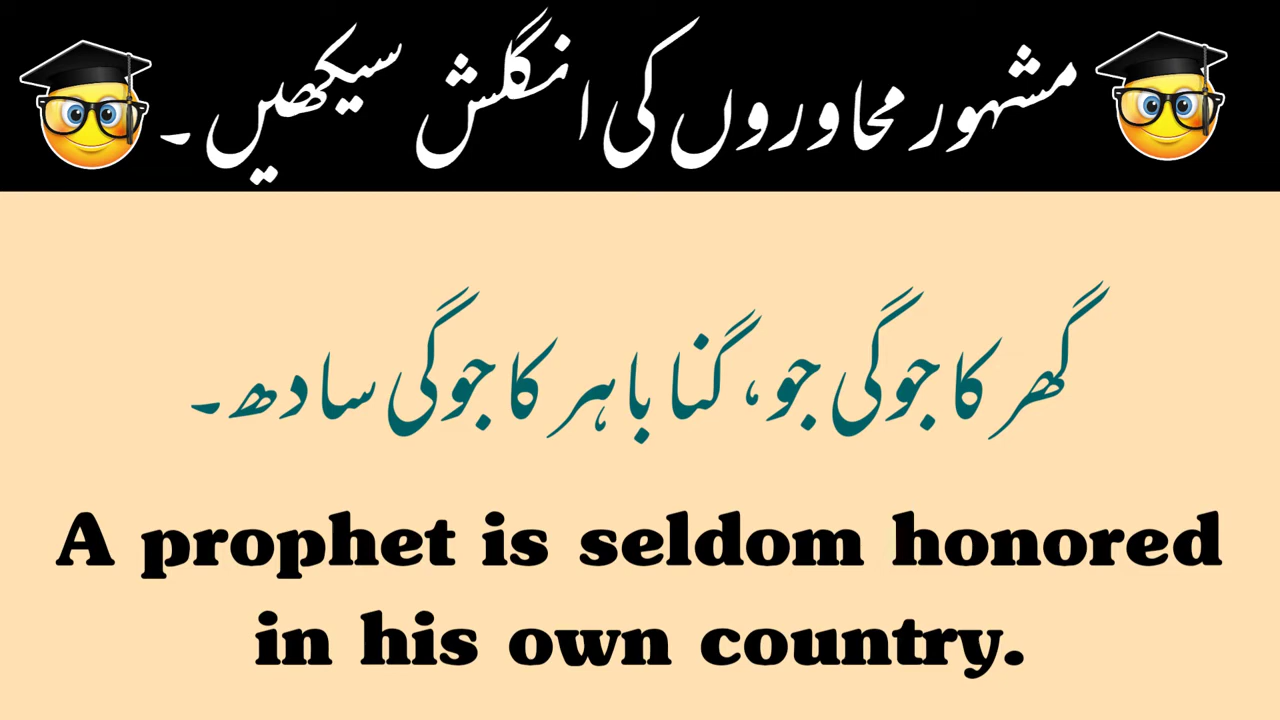 مشہور محاوروں کی انگلش سیکھیں۔
گھر کا جوگی جو، گنا باہر کا جوگی سادھ۔
A prophet is seldom honored
in his own country.